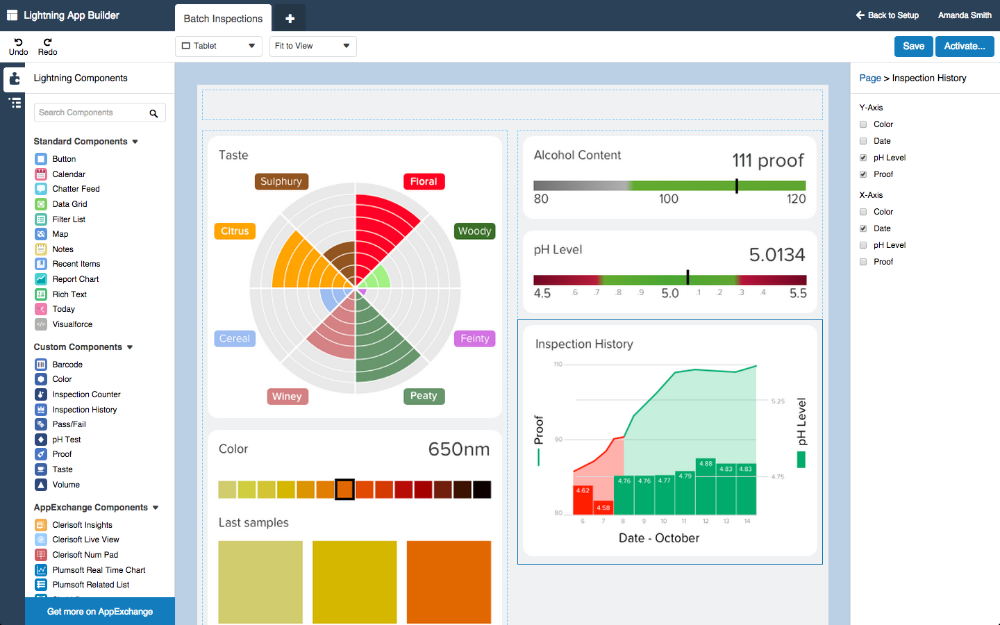 Lightning App Builder
Batch Inspections
Back to Setup
Amanda Smith
Undo
Redo
Tablet
Fit to View
Save
Activate...
Lightning Components
Search Components
Standard Components
Button
Calendar
Chatter Feed
Data Grid
Filter List
Map
Notes
Recent Items
Report Chart
Rich Text
Today
Visualforce
Custom Components
Barcode
Color
Inspection Counter
Inspection History
Pass/Fail
pH Test
Proof
Taste
Volume
AppExchange Components
Clerisoft Insights
Clerisoft Live View
Clerisoft Num Pad
Plumsoft Real Time Chart
Plumsoft Related List
Get more on AppExchange
Taste
Sulphury
Floral
Citrus
Woody
Cereal
Feinty
Winey
Peaty
Color
650nm
Last samples
Alcohol Content
111 proof
80 100 120
pH Level
5.0134
4.5 .6 .7 .8 .9 5.0 .1 .2 .3 .4 5.5
Inspection History
110
5.25
Proof
pH Level
90
4.88
4.83
4.83
4.79
4.77
4.76
4.76
4.75
4.62
4.58
80
6 7 8 9 10 11 12 13 14
Date - October
Page > Inspection History
Y-Axis
Color
Date
pH Level
Proof
X-Axis
Color
Date
pH Level
Proof